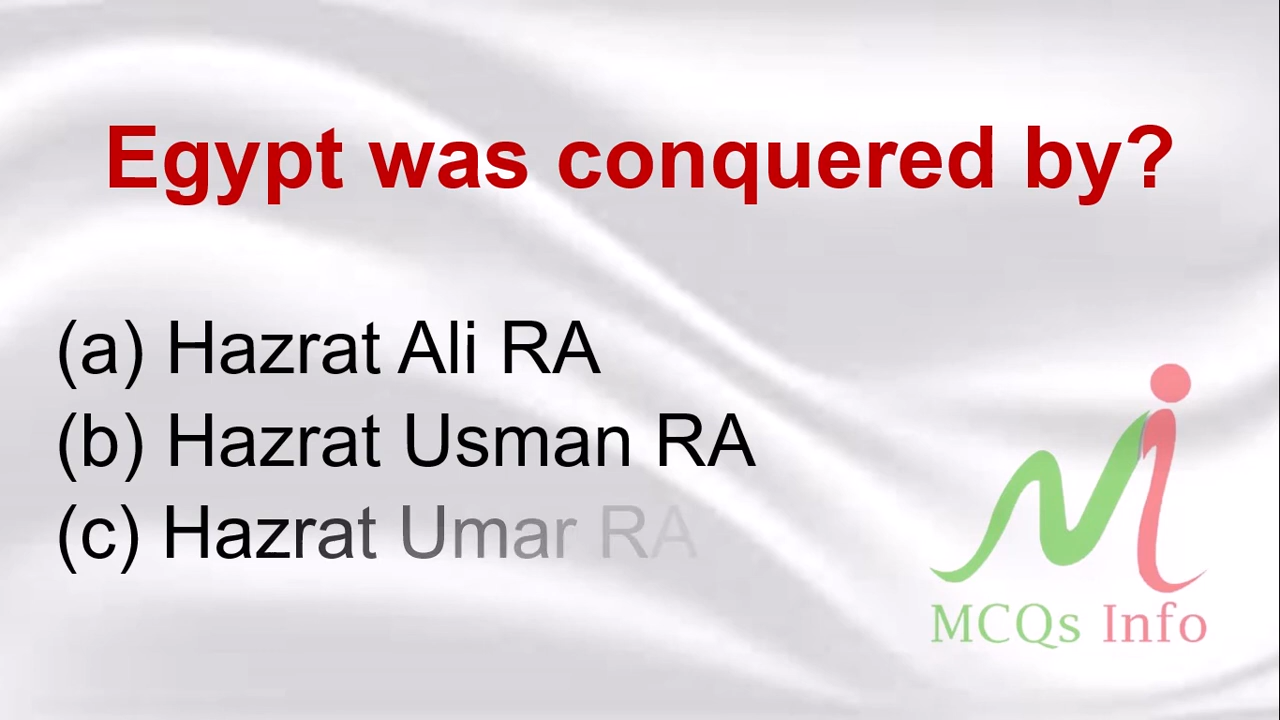 Egypt was conquered by?
(a) Hazrat Ali RA
(b) Hazrat Usman RA
(c) Hazrat Umar RA
MCQs Info